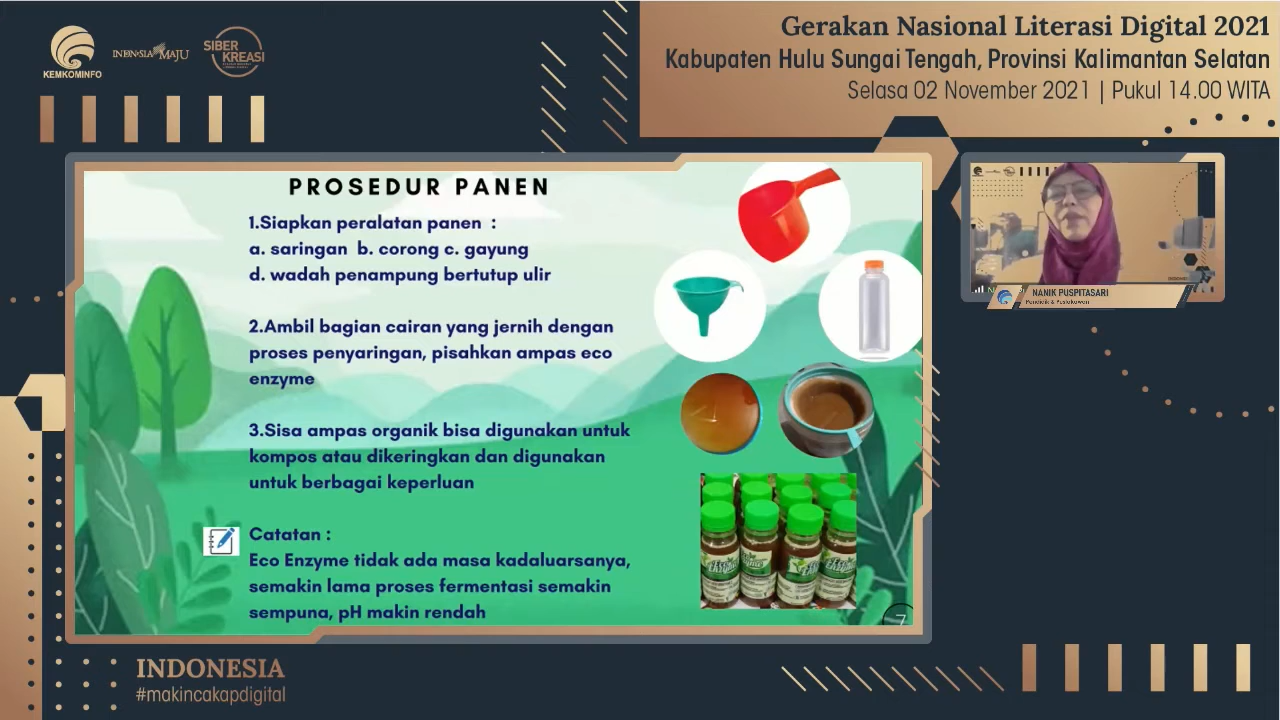 KEMKOMINFO
INDONESIA MAJU
SIBER
KREASI
Gerakan Nasional Literasi Digital 2021
Kabupaten Hulu Sungai Tengah, Provinsi Kalimantan Selatan
Selasa 02 November 2021 | Pukul 14.00 WITA
PROSEDUR PANEN
1.Siapkan peralatan panen :
a. saringan b. corong c. gayung
d. wadah penampung bertutup ulir
2.Ambil bagian cairan yang jernih dengan
proses penyaringan, pisahkan ampas eco
enzyme
3.Sisa ampas organik bisa digunakan untuk
kompos atau dikeringkan dan digunakan
untuk berbagai keperluan
Catatan :
Eco Enzyme tidak ada masa kadaluarsanya,
semakin lama proses fermentasi semakin
sempuna, pH makin rendah
7
NANIK PUSPITASARI
Pendidik & Pustakawan
INDONESIA
#makincakapdigital